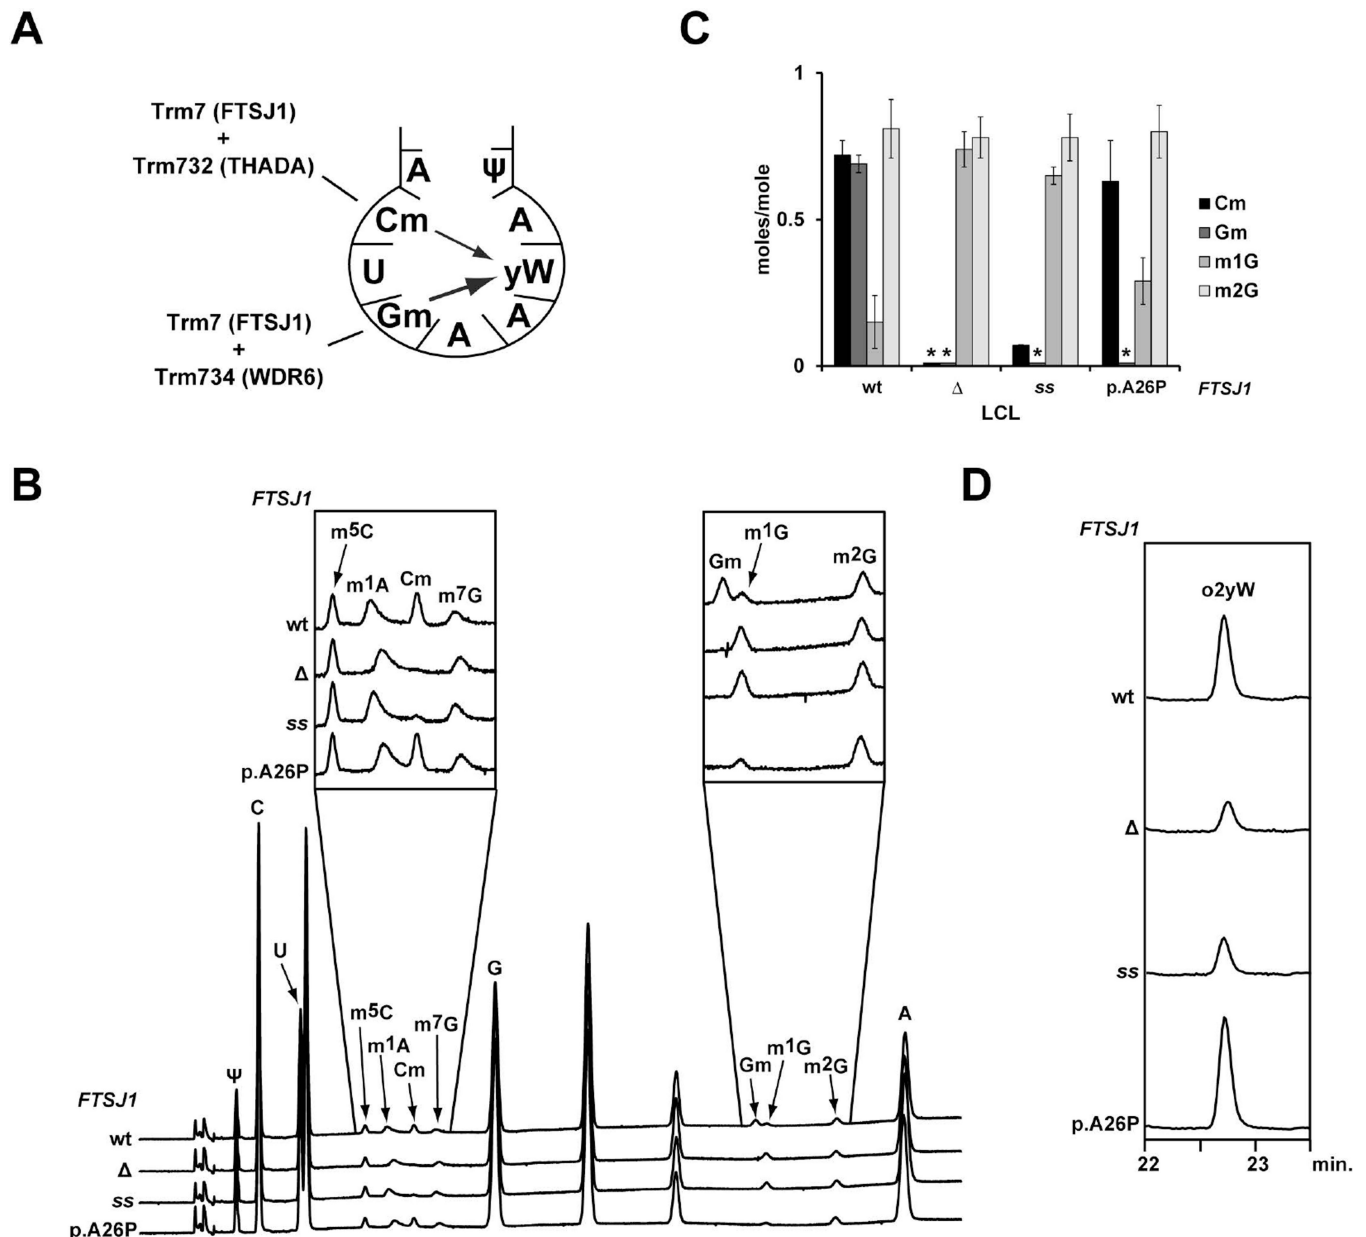 A
Trm7 (FTSJ1)
+
Trm732 (THADA)
Trm7 (FTSJ1)
+
Trm734 (WDR6)
A
Ψ
Cm
A
U
yW
Gm
A
A
C
1
0.5
0
moles/mole
* *
*
*
wt
Δ
ss
p.A26P
FTSJ1
LCL
Cm
Gm
m1G
m2G
B
FTSJ1
m5C
m1A
Cm
m7G
wt
Δ
ss
p.A26P
Gm
m1G
m2G
C
U
Ψ
m5C
m1A
Cm
m7G
G
Gm
m1G
m2G
A
FTSJ1
wt
Δ
ss
p.A26P
D
FTSJ1
o2yW
wt
Δ
ss
p.A26P
22
23
min.